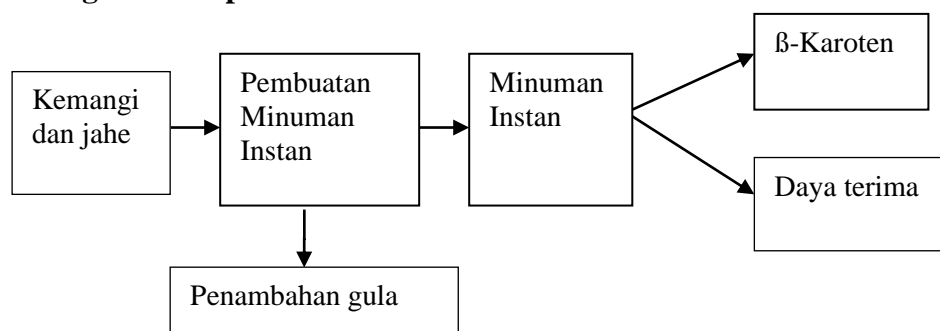 Kemangi
dan jahe
Pembuatan
Minuman
Instan
Minuman
Instan
ß-Karoten
Daya terima
Penambahan gula